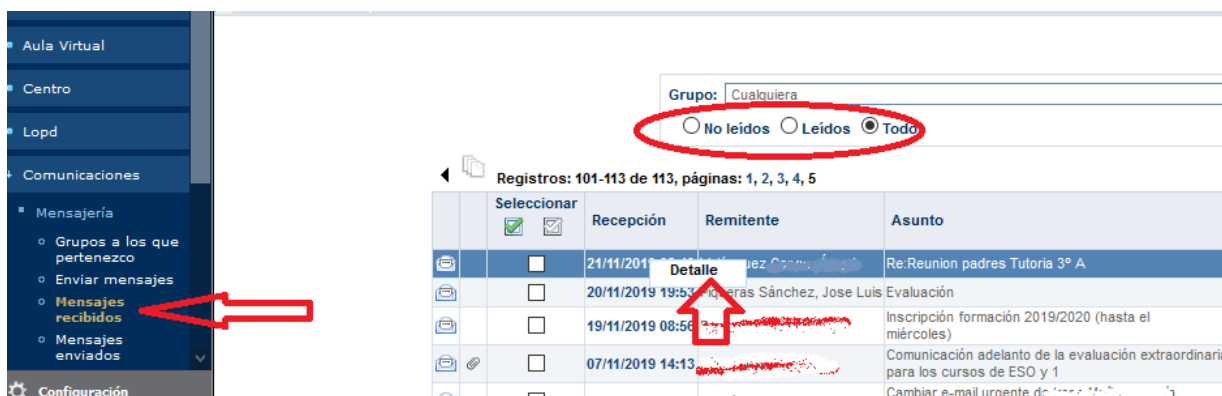 Aula Virtual
Centro
Lopd
Comunicaciones
Mensajería
Grupos a los que
pertenezco
Enviar mensajes
Mensajes
recibidos
Mensajes
enviados
Configuración
Grupo: Cualquiera
No leídos Leídos Todo
Registros: 101-113 de 113, páginas: 1, 2, 3, 4, 5
Seleccionar
Recepción Remitente Asunto
21/11/2019 Re:Reunion padres Tutoria 3º A
Detalle
20/11/2019 19:53 Piqueras Sánchez, Jose Luis Evaluación
19/11/2019 08:56 Inscripción formación 2019/2020 (hasta el
miércoles)
07/11/2019 14:13 Comunicación adelanto de la evaluación extraordinaria
para los cursos de ESO y 1
Cambiar e-mail urgente